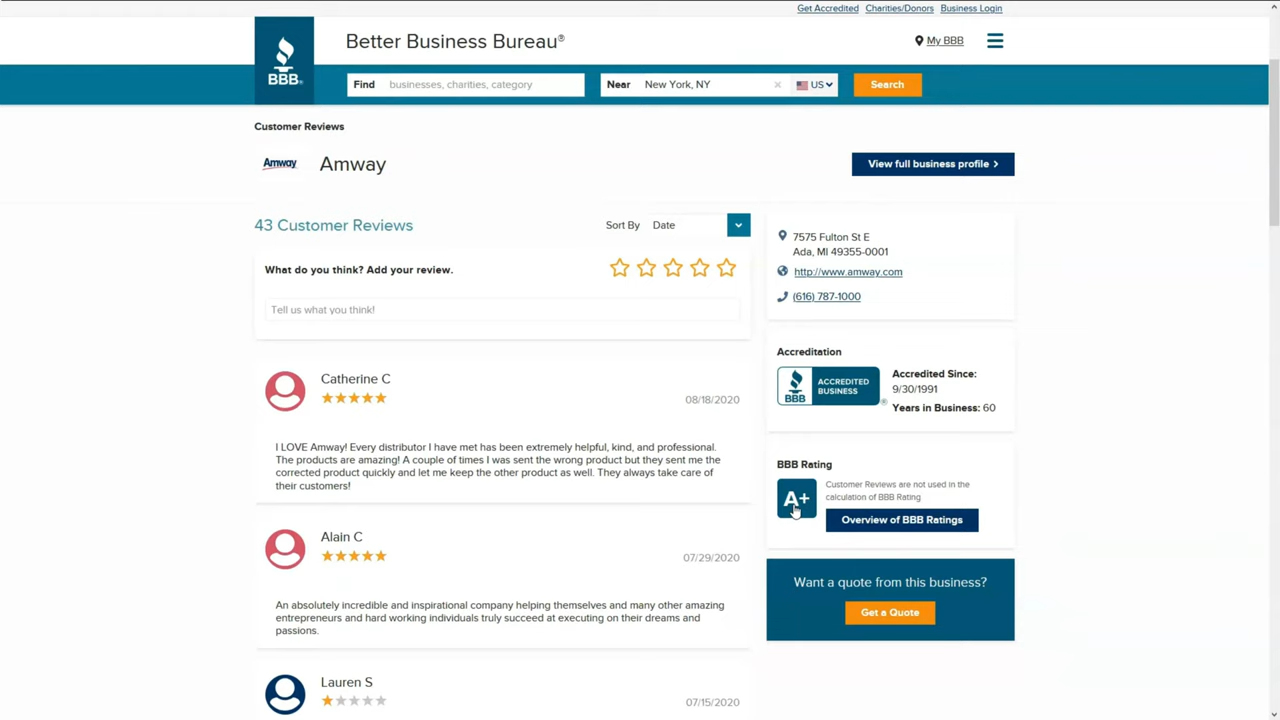 Get Accredited Charities/Donors Business Login
BBB®
Better Business Bureau®
My BBB
Find businesses, charities, category
Near New York, NY × US
Search
Customer Reviews
Amway Amway
View full business profile >
43 Customer Reviews
Sort By Date
What do you think? Add your review.
Tell us what you think!
Catherine C
08/18/2020
I LOVE Amway! Every distributor I have met has been extremely helpful, kind, and professional.
The products are amazing! A couple of times I was sent the wrong product but they sent me the
corrected product quickly and let me keep the other product as well. They always take care of
their customers!
Alain C
07/29/2020
An absolutely incredible and inspirational company helping themselves and many other amazing
entrepreneurs and hard working individuals truly succeed at executing on their dreams and
passions.
Lauren S
07/15/2020
7575 Fulton St E
Ada, MI 49355-0001
http://www.amway.com
(616) 787-1000
Accreditation
BBB ACCREDITED
BUSINESS ®
Accredited Since:
9/30/1991
Years in Business: 60
BBB Rating
A+
Customer Reviews are not used in the
calculation of BBB Rating
Overview of BBB Ratings
Want a quote from this business?
Get a Quote